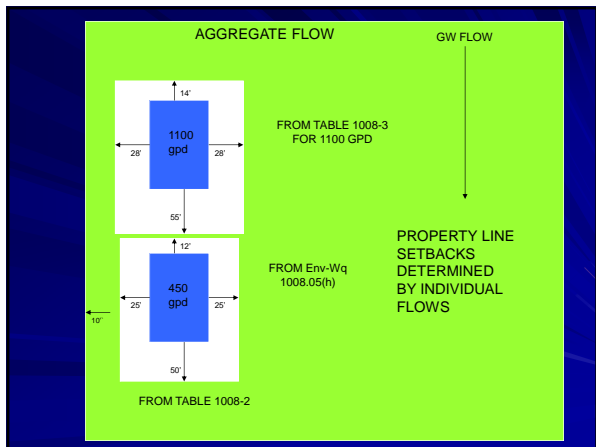 AGGREGATE FLOW
GW FLOW
14'
1100
gpd
28'
28'
FROM TABLE 1008-3
FOR 1100 GPD
55'
12'
450
gpd
25'
25'
10"
50'
FROM Env-Wq
1008.05(h)
PROPERTY LINE
SETBACKS
DETERMINED
BY INDIVIDUAL
FLOWS
FROM TABLE 1008-2